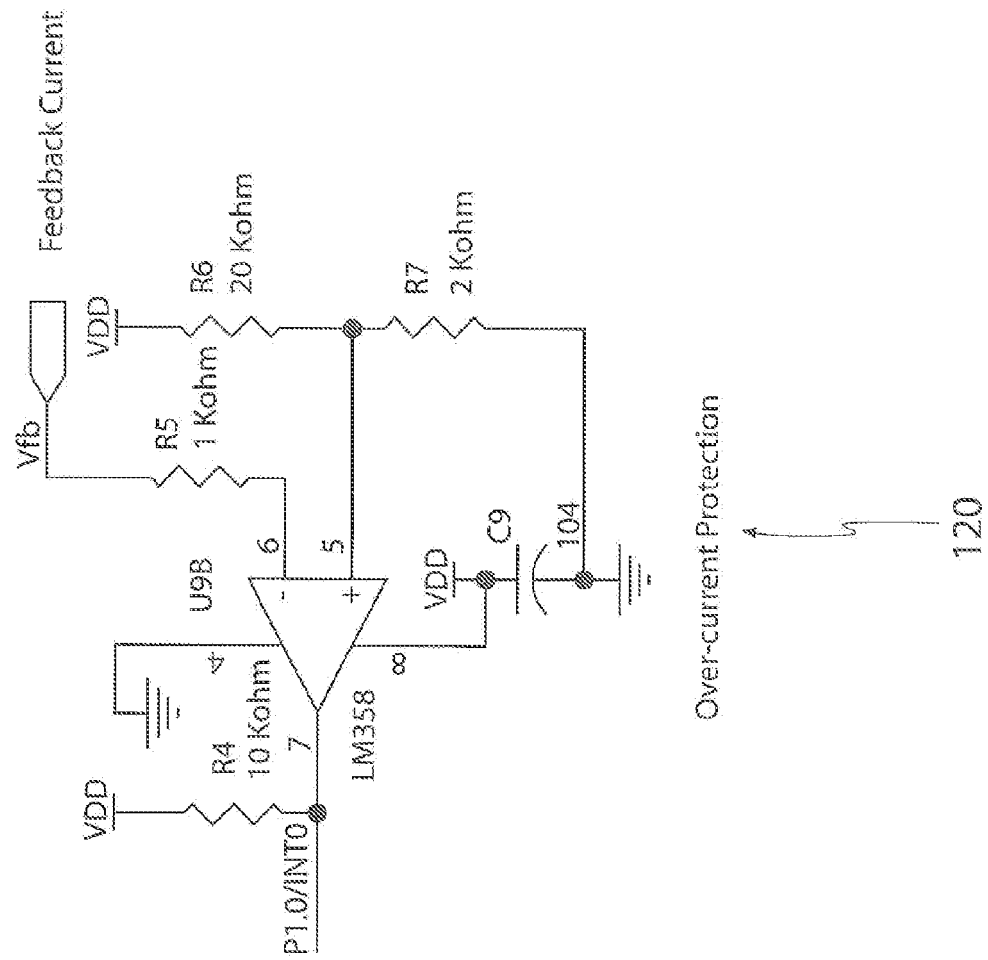 Feedback Current
Vfb
VDD
R6
20 Kohm
R5
1 Kohm
R7
2 Kohm
U9B
6
5
-
+
4
8
7
LM358
VDD
R4
10 Kohm
P1.0/INT0
VDD
C9
104
Over-current Protection
120